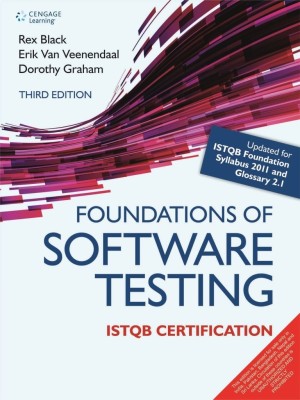 CENGAGE
Learning
Rex Black
Erik Van Veenendaal
Dorothy Graham
THIRD EDITION
Updated for
ISTQB Foundation
Syllabus 2011 and
Glossary 2.1
FOUNDATIONS OF
SOFTWARE
TESTING
ISTQB CERTIFICATION